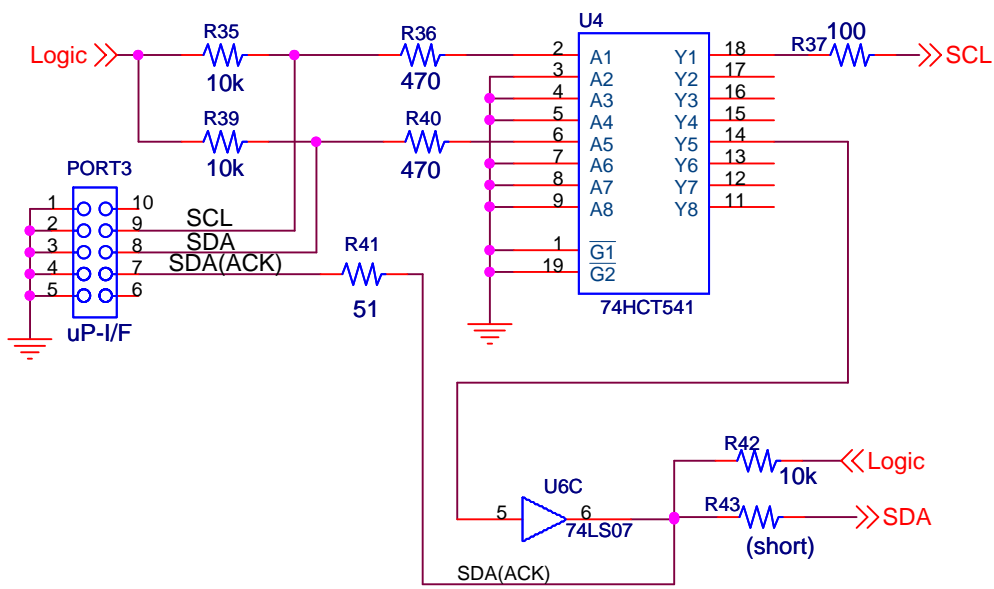 U4
R35
R36
R37
100
Logic
10k
470
SCL
2
A1
Y1
18
3
A2
Y2
17
4
A3
Y3
16
5
A4
Y4
15
6
A5
Y5
14
7
A6
Y6
13
8
A7
Y7
12
9
A8
Y8
11
1
G1
19
G2
74HCT541
R39
R40
10k
470
PORT3
1
10
2
9
SCL
3
8
SDA
4
7
SDA(ACK)
5
6
uP-I/F
R41
51
R42
Logic
10k
U6C
5
6
74LS07
R43
SDA
(short)
SDA(ACK)